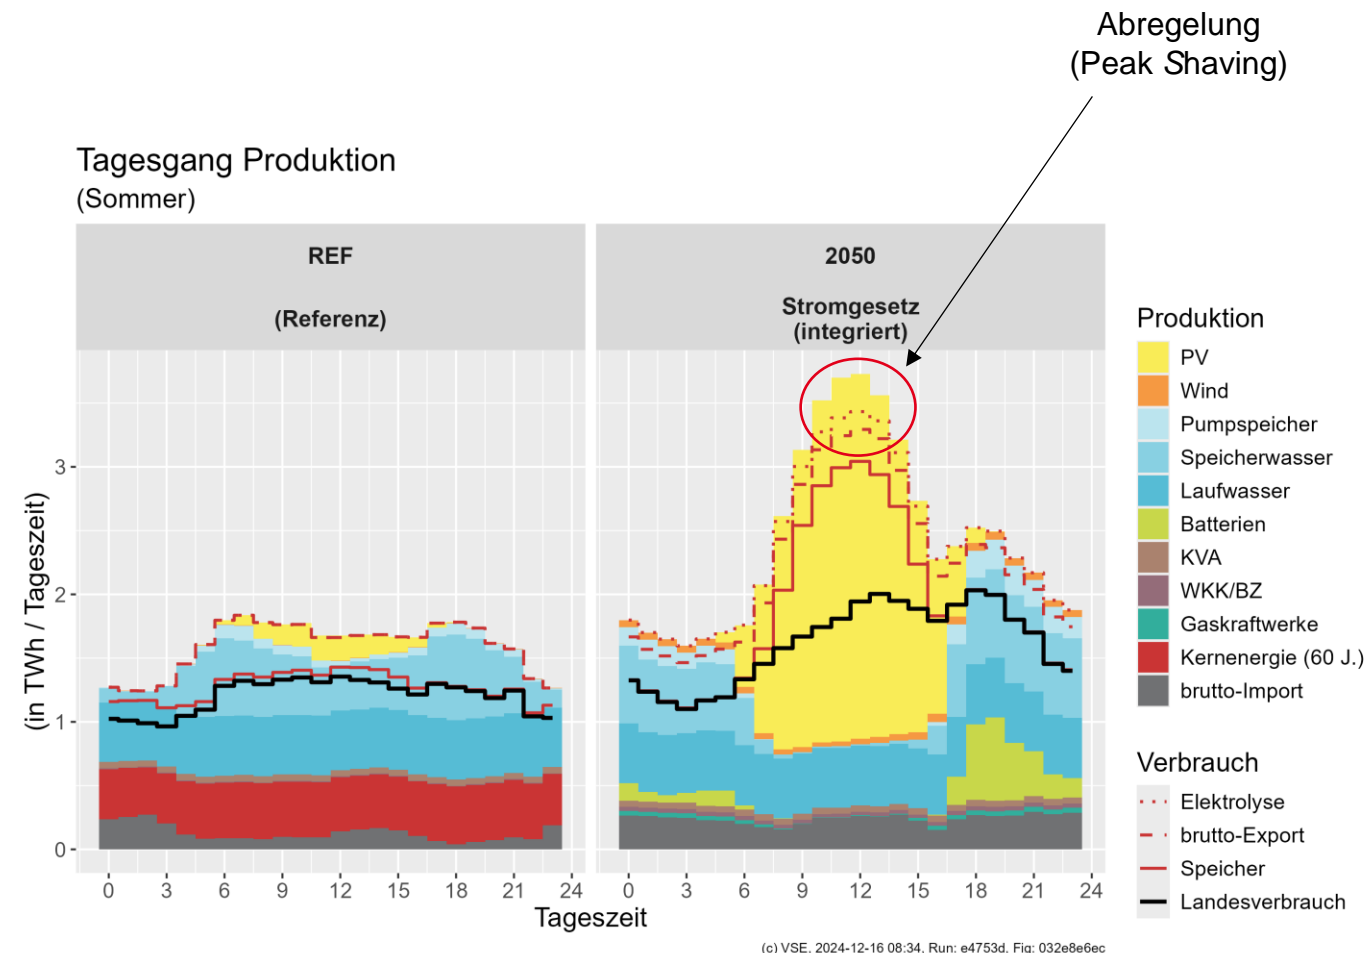 Abregelung
(Peak Shaving)
Tagesgang Produktion
(Sommer)
REF
(Referenz)
2050
Stromgesetz
(integriert)
(in TWh / Tageszeit)
3
2
1
0
0 3 6 9 12 15 18 21 24
0 3 6 9 12 15 18 21 24
Tageszeit
Produktion
PV
Wind
Pumpspeicher
Speicherwasser
Laufwasser
Batterien
KVA
WKK/BZ
Gaskraftwerke
Kernenergie (60 J.)
brutto-Import
Verbrauch
Elektrolyse
brutto-Export
Speicher
Landesverbrauch
(c) VSE, 2024-12-16 08:34, Run: e4753d, Fig: 032e8e6ec